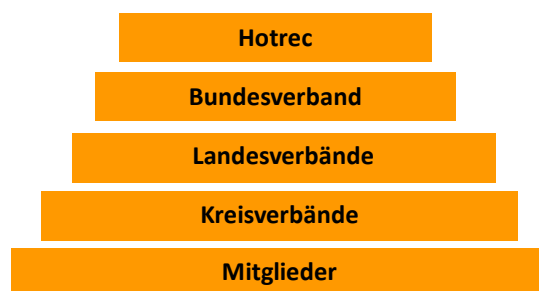 Hotrec
Bundesverband
Landesverbände
Kreisverbände
Mitglieder